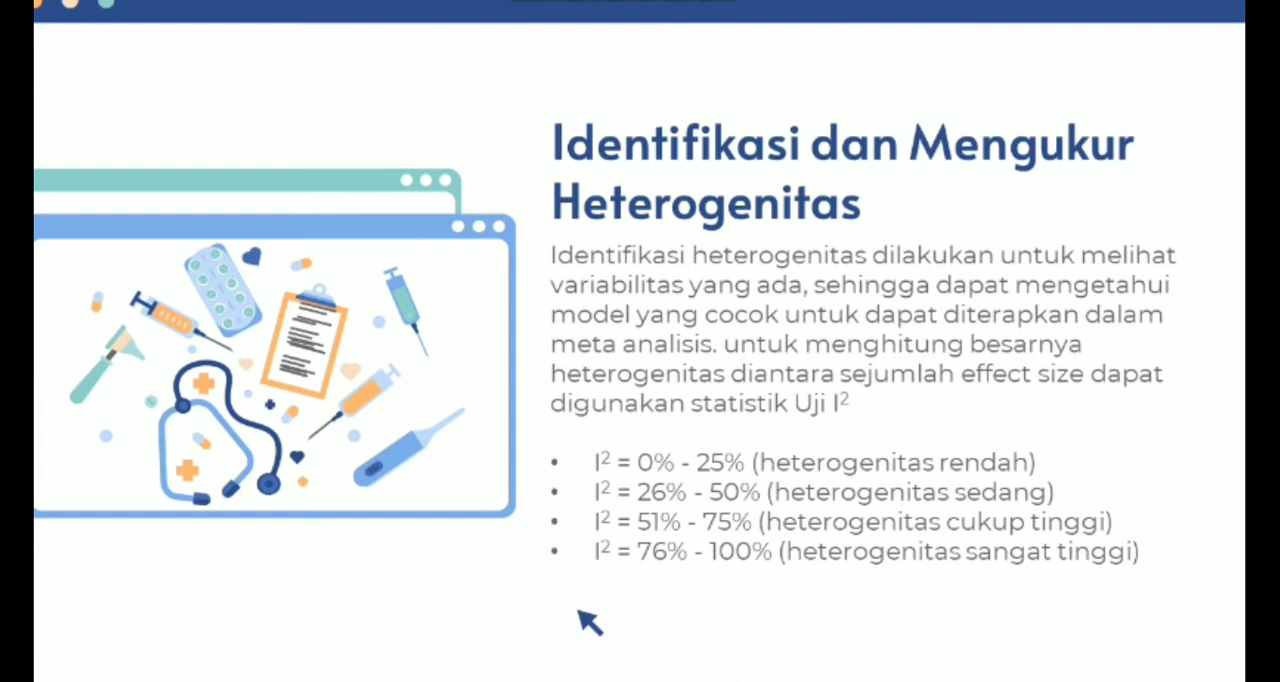 Identifikasi dan Mengukur
Heterogenitas
Identifikasi heterogenitas dilakukan untuk melihat
variabilitas yang ada, sehingga dapat mengetahui
model yang cocok untuk dapat diterapkan dalam
meta analisis. untuk menghitung besarnya
heterogenitas diantara sejumlah effect size dapat
digunakan statistik Uji I²
• I² = 0% - 25% (heterogenitas rendah)
• I² = 26% - 50% (heterogenitas sedang)
• I² = 51% - 75% (heterogenitas cukup tinggi)
• I² = 76% - 100% (heterogenitas sangat tinggi)